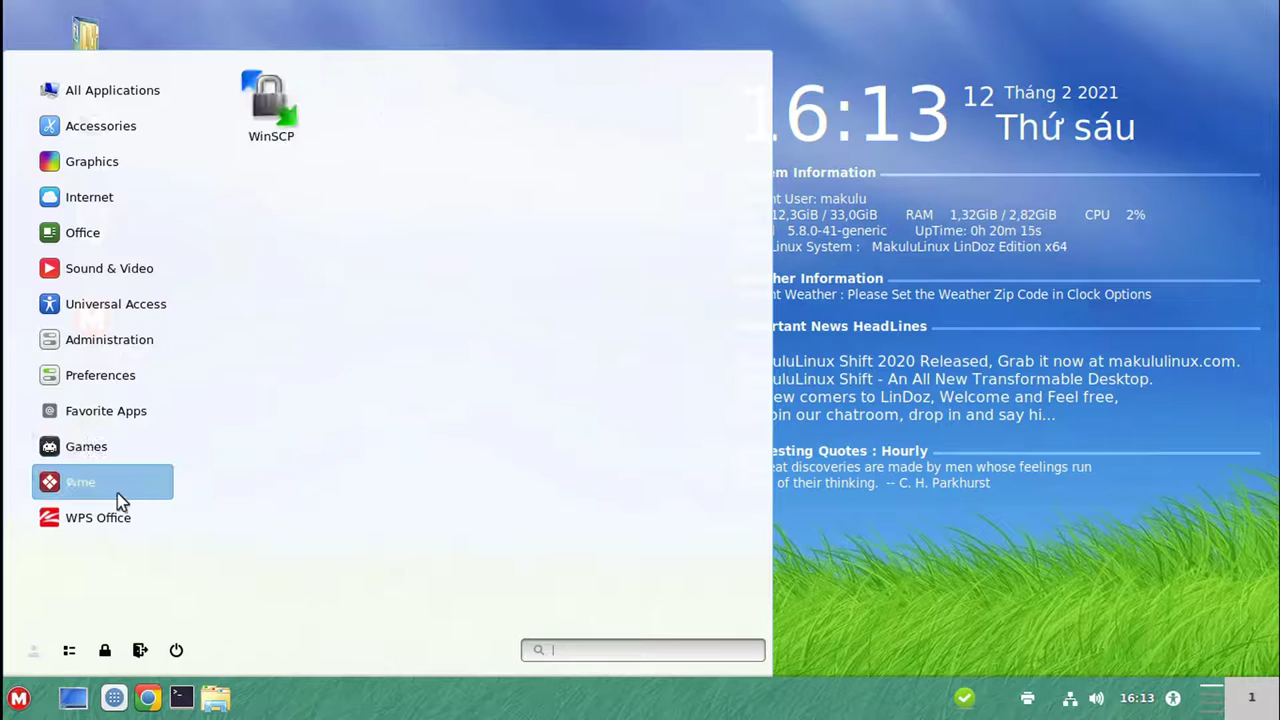 All Applications
Accessories
Graphics
Internet
Office
Sound & Video
Universal Access
Administration
Preferences
Favorite Apps
Games
WPS Office
WinSCP
16:13
12
Tháng 2 2021
Thứ sáu
em Information
nt User: makulu
12,3GiB / 33,0GiB RAM 1,32GiB / 2,82GiB CPU 2%
5.8.0-41-generic UpTime: 0h 20m 15s
inux System : MakuluLinux LinDoz Edition x64
her Information
nt Weather : Please Set the Weather Zip Code in Clock Options
rtant News HeadLines
uluLinux Shift 2020 Released, Grab it now at makululinux.com.
uluLinux Shift - An All New Transformable Desktop.
ew comers to LinDoz, Welcome and Feel free,
oin our chatroom, drop in and say hi...
esting Quotes : Hourly
eat discoveries are made by men whose feelings run
of their thinking. -- C. H. Parkhurst
16:13
1